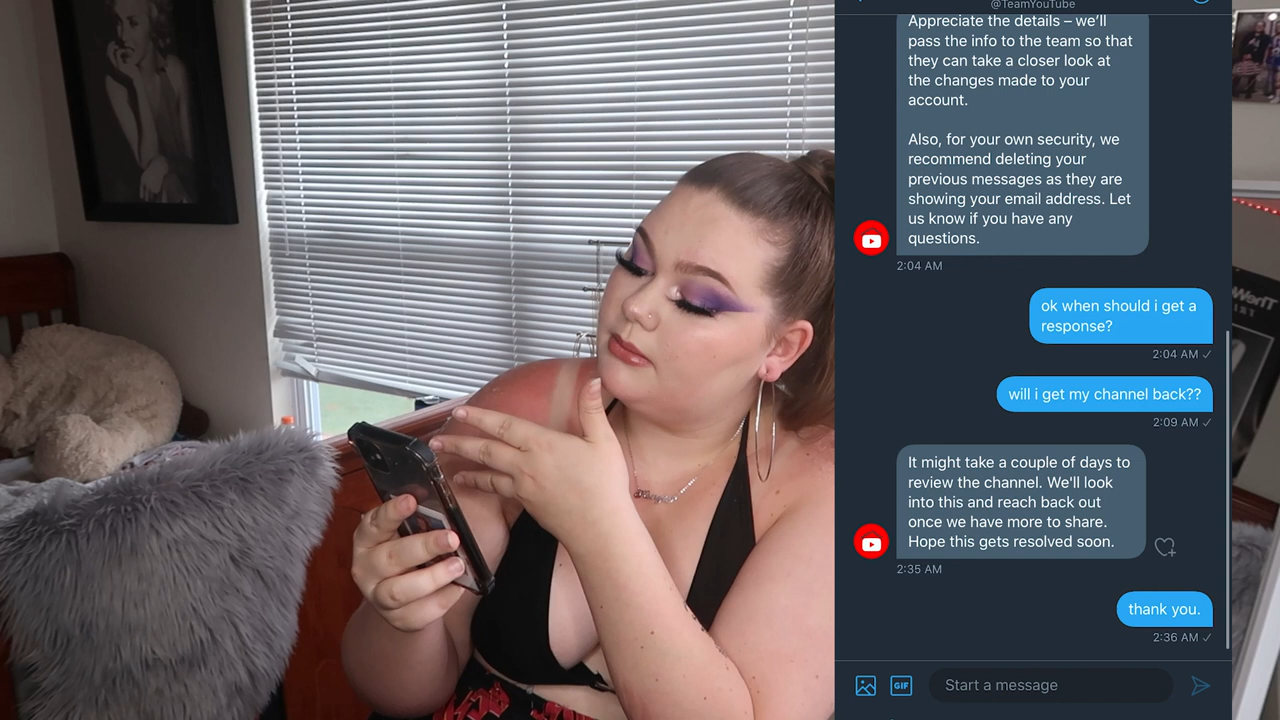 @TeamYouTube
Appreciate the details – we'll
pass the info to the team so that
they can take a closer look at
the changes made to your
account.
Also, for your own security, we
recommend deleting your
previous messages as they are
showing your email address. Let
us know if you have any
questions.
2:04 AM
ok when should i get a
response?
2:04 AM ✓
will i get my channel back??
2:09 AM ✓
It might take a couple of days to
review the channel. We'll look
into this and reach back out
once we have more to share.
Hope this gets resolved soon.
2:35 AM
thank you.
2:36 AM ✓
GIF
Start a message